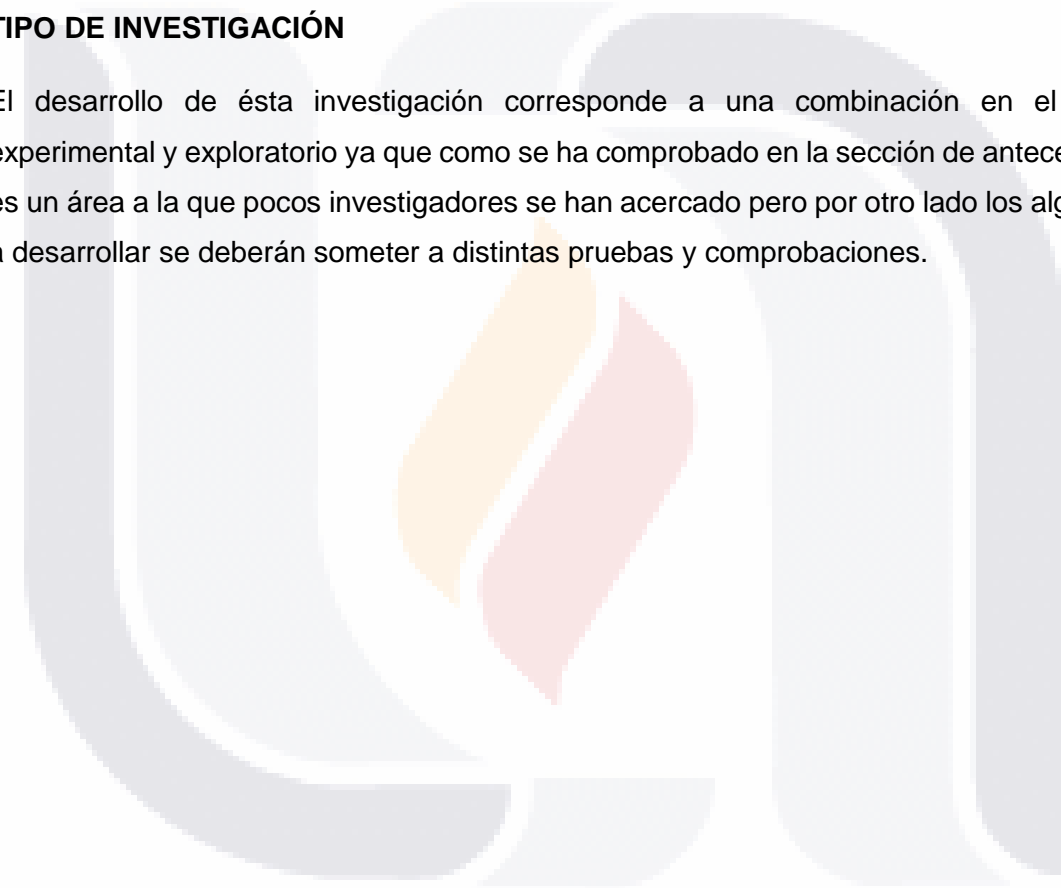 TIPO DE INVESTIGACIÓN
El desarrollo de ésta investigación corresponde a una combinación en el
experimental y exploratorio ya que como se ha comprobado en la sección de antece
es un área a la que pocos investigadores se han acercado pero por otro lado los alg
a desarrollar se deberán someter a distintas pruebas y comprobaciones.